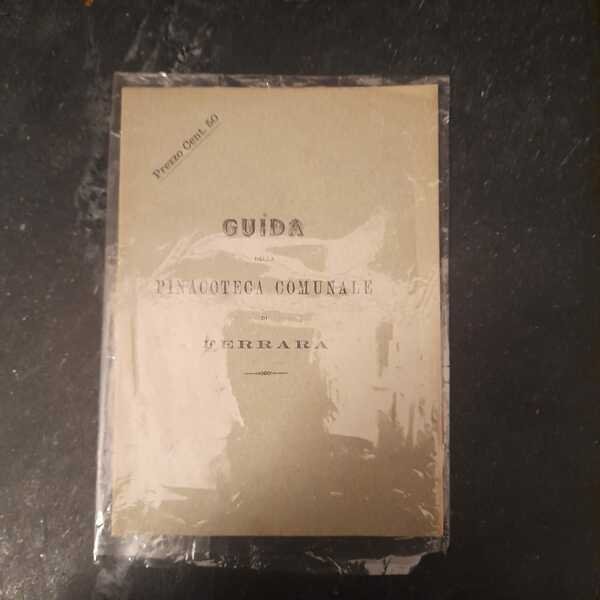 Prezzo Cent. 50
GUIDA
DELLA
PINACOTECA COMUNALE
DI
FERRARA